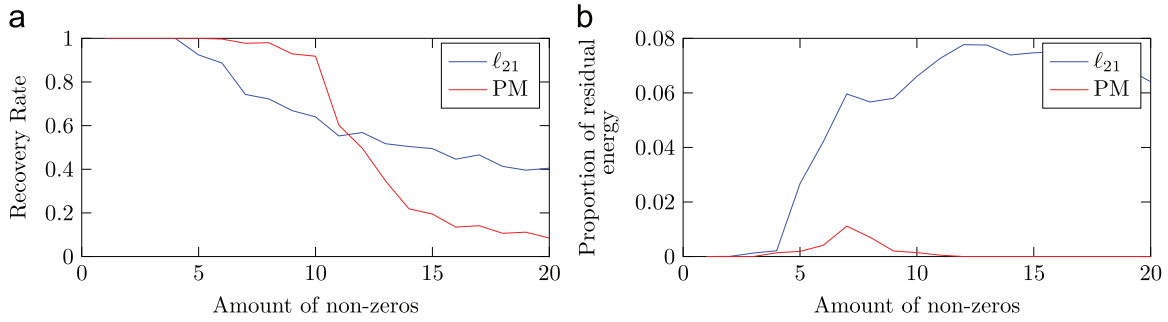 a
1
0.8
0.6
0.4
0.2
0
0
5
10
15
20
Recovery Rate
Amount of non-zeros
ℓ₂₁
PM
b
0.08
0.06
0.04
0.02
0
0
5
10
15
20
Proportion of residual
energy
Amount of non-zeros
ℓ₂₁
PM